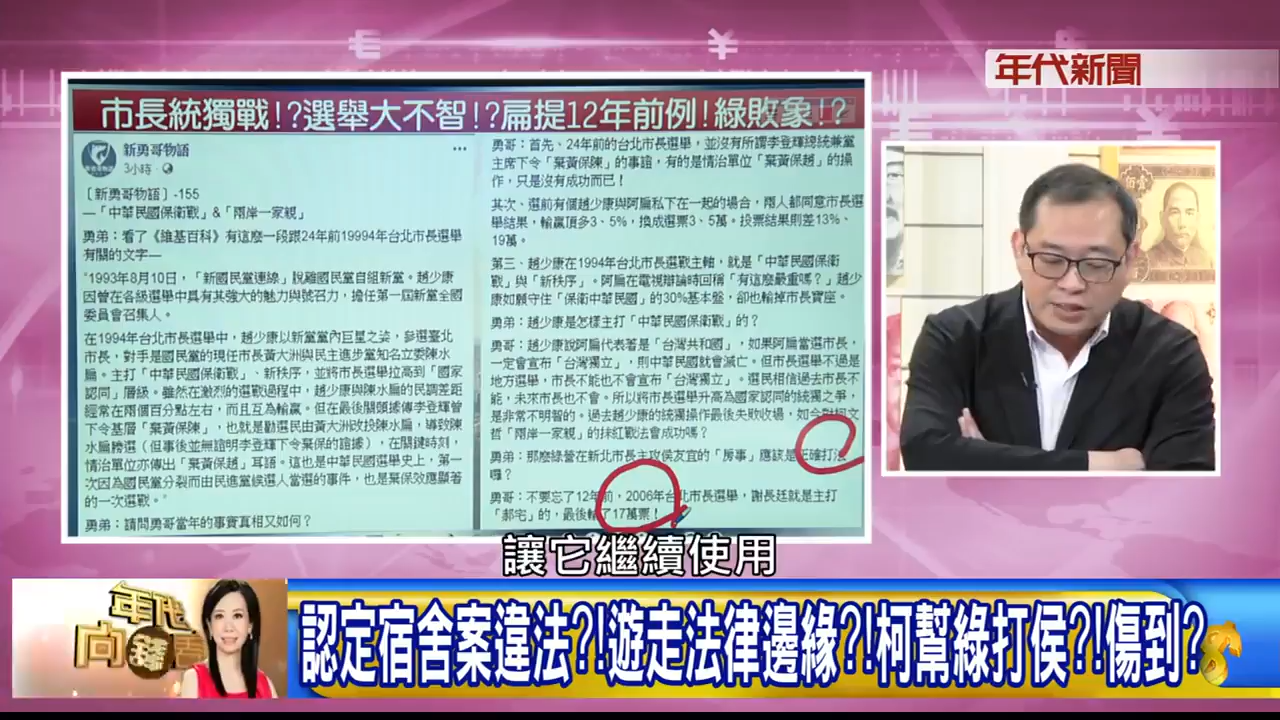 年代新聞
市長統獨戰!?選舉大不智!?扁提12年前例!綠敗象!?
新勇哥物語
3小時
〔新勇哥物語〕-155
—「中華民國保衛戰」&「兩岸一家親」
勇弟：看了《維基百科》有這麼一段跟24年前19994年台北市長選舉
有關的文字—
"1993年8月10日，「新國民黨連線」說離國民黨自組新黨。趙少康
因曾在各級選舉中具有其強大的魅力與號召力，擔任第一屆新黨全國
委員會召集人。
在1994年台北市長選舉中，趙少康以新黨黨內巨星之姿，參選臺北
市長，對手是國民黨的現任市長黃大洲與民主進步黨知名立委陳水
扁。主打「中華民國保衛戰」、新秩序，並將市長選舉拉高到「國家
認同」層級。雖然在激烈的選戰過程中，趙少康與陳水扁的民調差距
經常在兩個百分點左右，而且互為輸贏。但在最後關頭據傳李登輝曾
下令基層「棄黃保陳」，也就是勸選民由黃大洲改投陳水扁，導致陳
水扁勝選（但事後並無證明李登輝下令棄保的證據），在關鍵時刻，
情治單位亦傳出「棄黃保趙」耳語。這也是中華民國選舉史上，第一
次因為國民黨分裂而由民進黨候選人當選的事件，也是棄保效應顯著
的一次選戰。"
勇弟：請問勇哥當年的事實真相又如何？
勇哥：首先、24年前的台北市長選舉，並沒有所謂李登輝總統兼黨
主席下令「棄黃保陳」的事證，有的是情治單位「棄黃保趙」的操
作，只是沒有成功而已！
其次、選前有個趙少康與阿扁私下在一起的場合，兩人都同意市長選
舉結果，輸贏頂多3、5%，換成選票3、5萬。投票結果則差13%、
19萬。
第三、趙少康在1994年台北市長選戰主軸，就是「中華民國保衛
戰」與「新秩序」。阿扁在電視辯論時回稱「有這麼嚴重嗎？」趙少
康如願守住「保衛中華民國」的30%基本盤，卻也輸掉市長寶座。
勇弟：趙少康是怎樣主打「中華民國保衛戰」的？
勇哥：趙少康說阿扁代表著是「台灣共和國」，如果阿扁當選市長，
一定會宣布「台灣獨立」，則中華民國就會滅亡。但市長選舉不過是
地方選舉，市長不能也不會宣布「台灣獨立」。選民相信過去市長不
能，未來市長也不會。所以將市長選舉升高為國家認同的統獨之爭，
是非常不明智的。過去趙少康的統獨操作最後失敗收場，如今對柯文
哲「兩岸一家親」的抹紅戰法會成功嗎？
勇弟：那麼綠營在新北市長主攻侯友宜的「房事」應該是正確打法
囉？
勇哥：不要忘了12年前，2006年台北市長選舉，謝長廷就是主打
「郝宅」的，最後輸了17萬票！
讓它繼續使用
年代向錢看
認定宿舍案違法?!遊走法律邊緣?!柯幫綠打侯?!傷到?